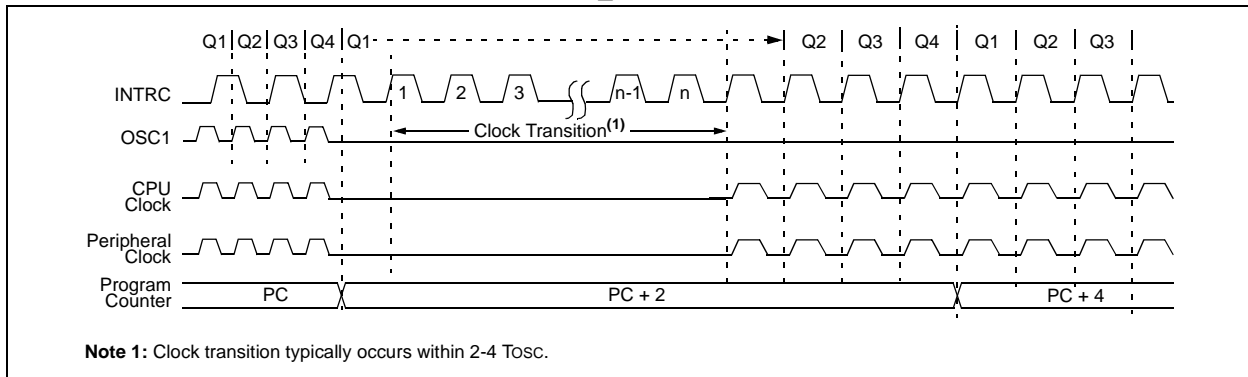 Q1 Q2 Q3 Q4 Q1 Q2 Q3 Q4 Q1 Q2 Q3
INTRC 1 2 3 n-1 n
OSC1 Clock Transition(1)
CPU
Clock
Peripheral
Clock
Program
Counter PC PC + 2 PC + 4
Note 1: Clock transition typically occurs within 2-4 TOSC.